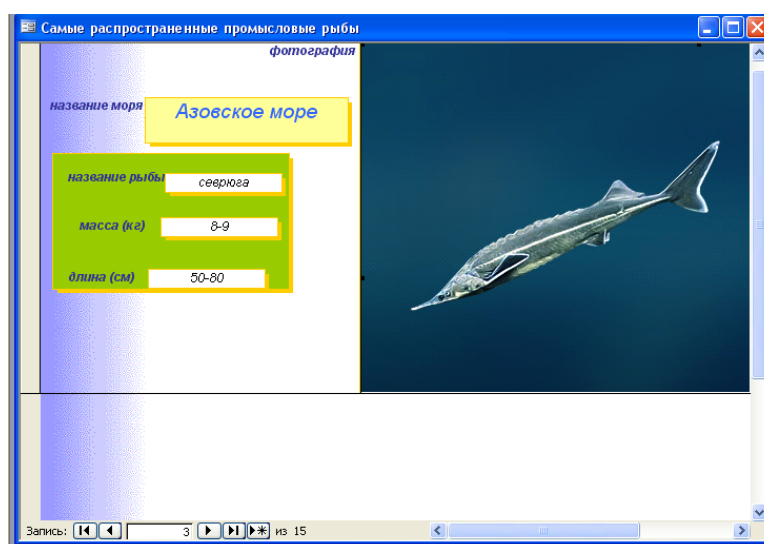 Самые распространенные промысловые рыбы
фотография
название моря Азовское море
название рыбы севрюга
масса (кг) 8-9
длина (см) 50-80
Запись: 3 из 15